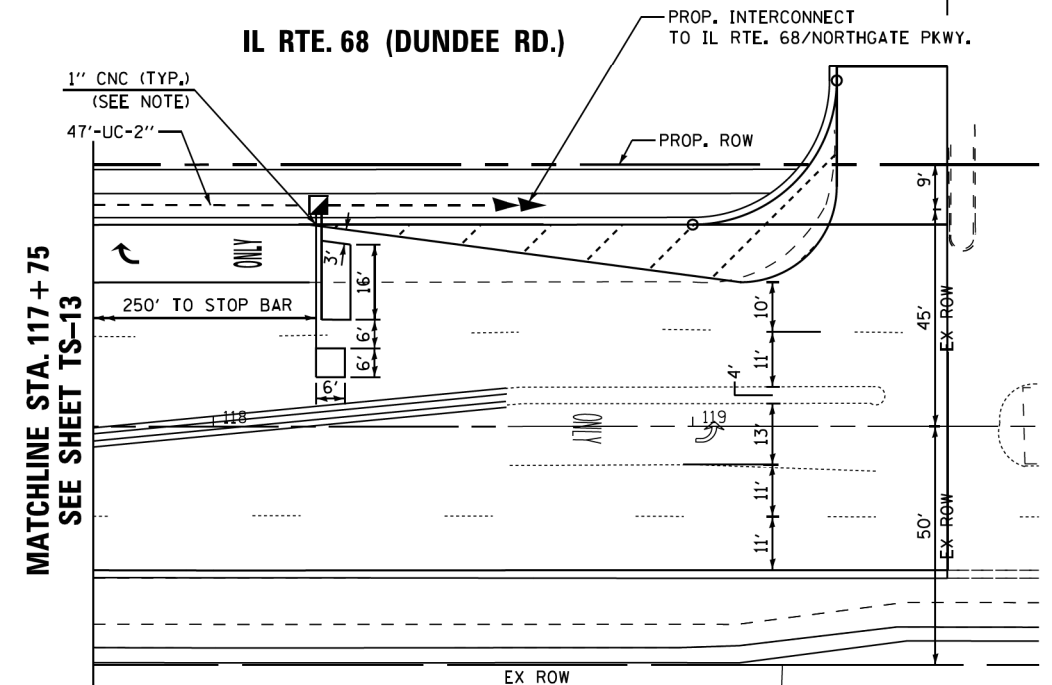 IL RTE. 68 (DUNDEE RD.)
PROP. INTERCONNECT
TO IL RTE. 68/NORTHGATE PKWY.
1" CNC (TYP.)
(SEE NOTE)
47'-UC-2"
PROP. ROW
9'
ONLY
3'
16'
250' TO STOP BAR
6'
6'
6'
10'
11'
4'
45'
EX ROW
MATCHLINE STA. 117+75
SEE SHEET TS-13
118
ONLY
119
13'
11'
11'
50'
EX ROW
EX ROW